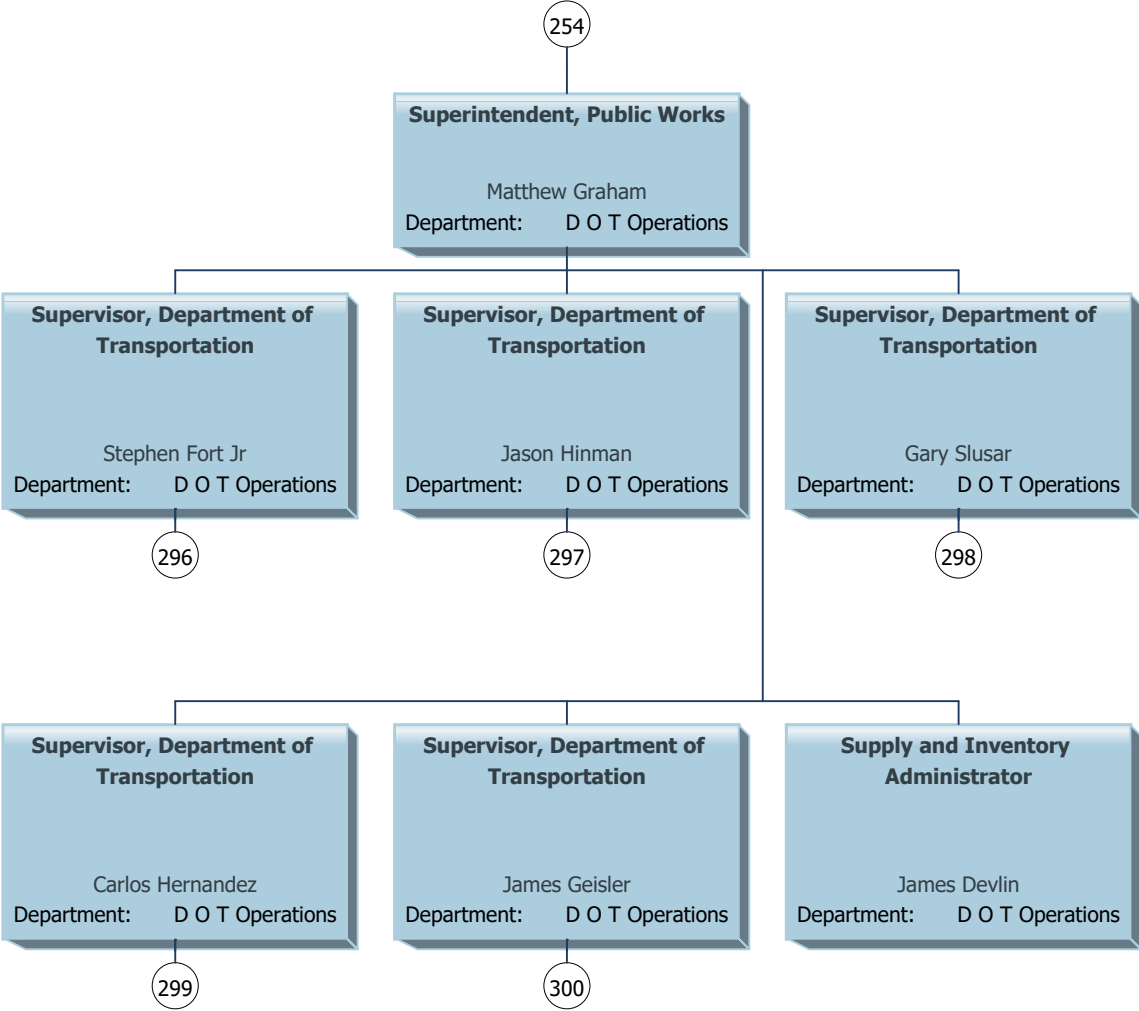 254
Superintendent, Public Works
Matthew Graham
Department: D O T Operations
Supervisor, Department of
Transportation
Stephen Fort Jr
Department: D O T Operations
296
Supervisor, Department of
Transportation
Jason Hinman
Department: D O T Operations
297
Supervisor, Department of
Transportation
Gary Slusar
Department: D O T Operations
298
Supervisor, Department of
Transportation
Carlos Hernandez
Department: D O T Operations
299
Supervisor, Department of
Transportation
James Geisler
Department: D O T Operations
300
Supply and Inventory
Administrator
James Devlin
Department: D O T Operations